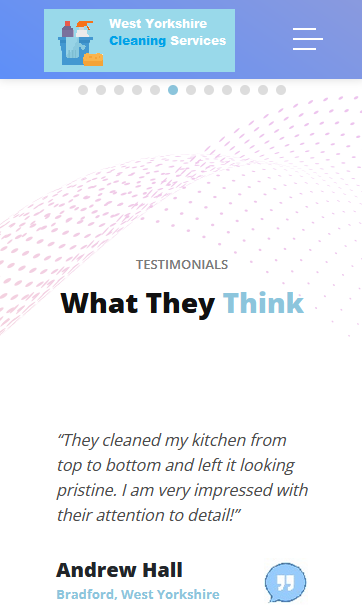 West Yorkshire
Cleaning Services
TESTIMONIALS
What They Think
“They cleaned my kitchen from
top to bottom and left it looking
pristine. I am very impressed with
their attention to detail!”
Andrew Hall
Bradford, West Yorkshire